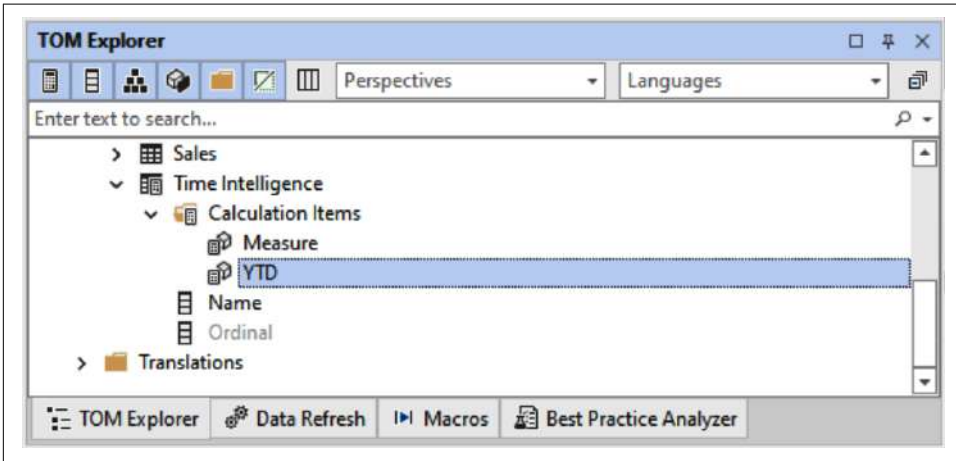 TOM Explorer
Perspectives Languages
Enter text to search...
Sales
Time Intelligence
Calculation Items
Measure
YTD
Name
Ordinal
Translations
TOM Explorer Data Refresh Macros Best Practice Analyzer